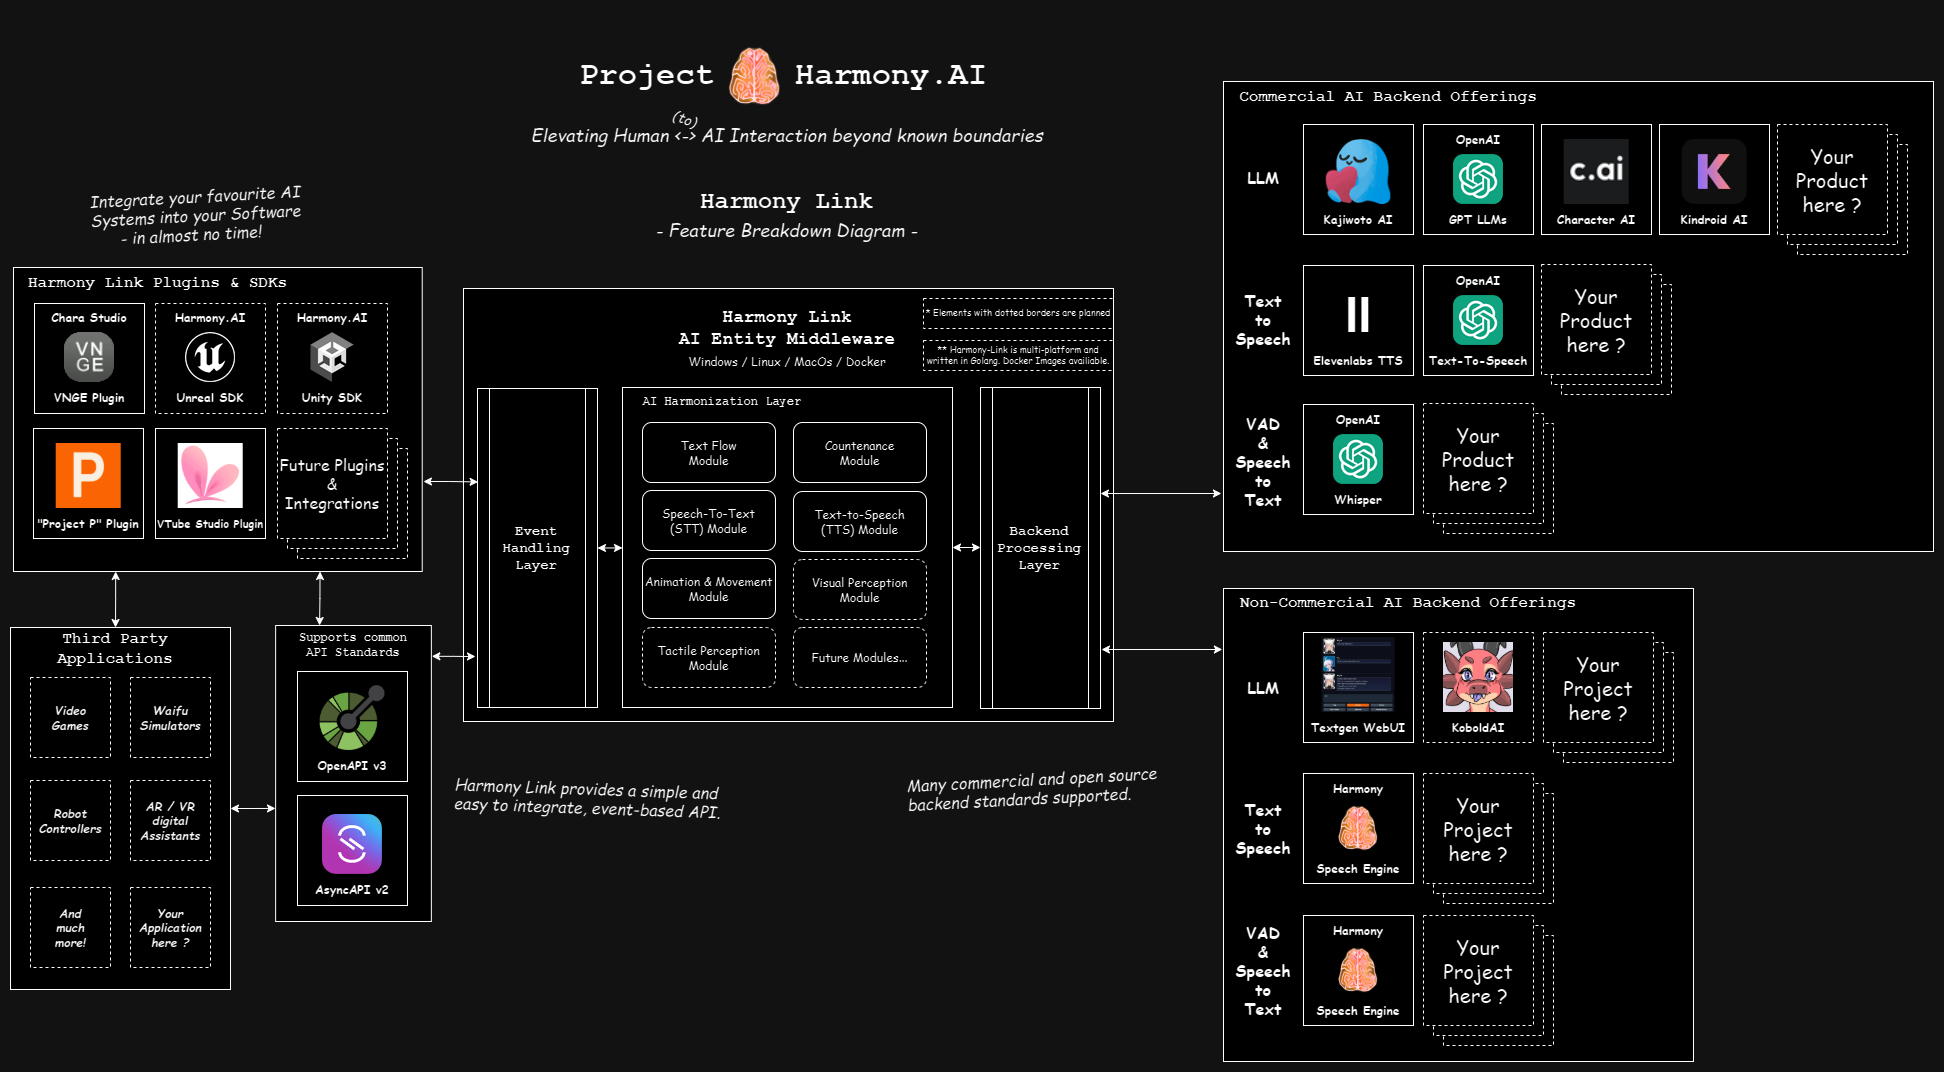 Project Harmony.AI
(to)
Elevating Human <-> AI Interaction beyond known boundaries
Harmony Link
- Feature Breakdown Diagram -
Integrate your favourite AI
Systems into your Software
- in almost no time!
Harmony Link Plugins & SDKs
Chara Studio
VN
GE
VNGE Plugin
Harmony.AI
Unreal SDK
Harmony.AI
Unity SDK
P
"Project P" Plugin
VTube Studio Plugin
Future Plugins
&
Integrations
Third Party
Applications
Video
Games
Waifu
Simulators
Robot
Controllers
AR / VR
digital
Assistants
And
much
more!
Your
Application
here ?
Supports common
API Standards
OpenAPI v3
AsyncAPI v2
Harmony Link
AI Entity Middleware
Windows / Linux / MacOs / Docker
* Elements with dotted borders are planned
** Harmony-Link is multi-platform and
written in Golang. Docker Images availiable.
Event
Handling
Layer
AI Harmonization Layer
Text Flow
Module
Countenance
Module
Speech-To-Text
(STT) Module
Text-to-Speech
(TTS) Module
Animation & Movement
Module
Visual Perception
Module
Tactile Perception
Module
Future Modules...
Backend
Processing
Layer
Harmony Link provides a simple and
easy to integrate, event-based API.
Many commercial and open source
backend standards supported.
Commercial AI Backend Offerings
LLM
Kajiwoto AI
OpenAI
GPT LLMs
c.ai
Character AI
K
Kindroid AI
Your
Product
here ?
Text
to
Speech
Elevenlabs TTS
OpenAI
Text-To-Speech
Your
Product
here ?
VAD
&
Speech
to
Text
OpenAI
Whisper
Your
Product
here ?
Non-Commercial AI Backend Offerings
LLM
Textgen WebUI
KoboldAI
Your
Project
here ?
Text
to
Speech
Harmony
Speech Engine
Your
Project
here ?
VAD
&
Speech
to
Text
Harmony
Speech Engine
Your
Project
here ?